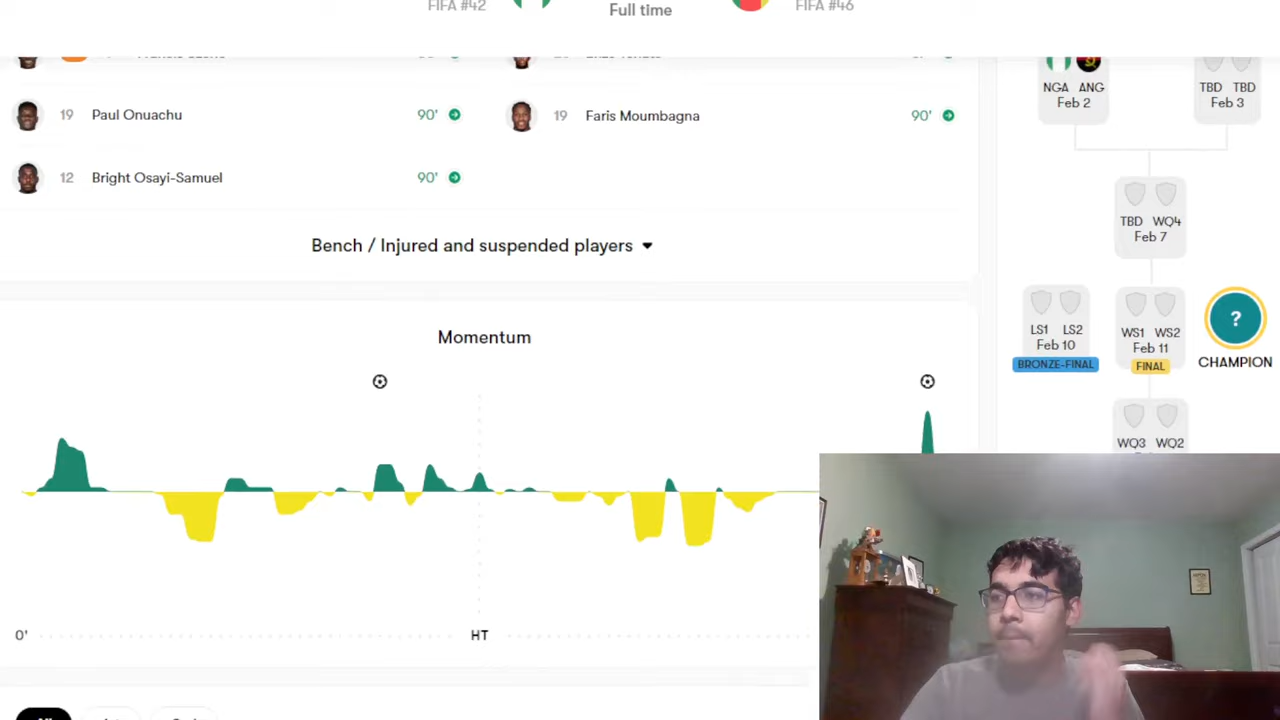 FIFA #42
Full time
FIFA #46
19 Paul Onuachu 90'
19 Faris Moumbagna 90'
12 Bright Osayi-Samuel 90'
Bench / Injured and suspended players
Momentum
0'
HT
NGA ANG
Feb 2
TBD TBD
Feb 3
TBD WQ4
Feb 7
LS1 LS2
Feb 10
BRONZE-FINAL
WS1 WS2
Feb 11
FINAL
?
CHAMPION
WQ3 WQ2